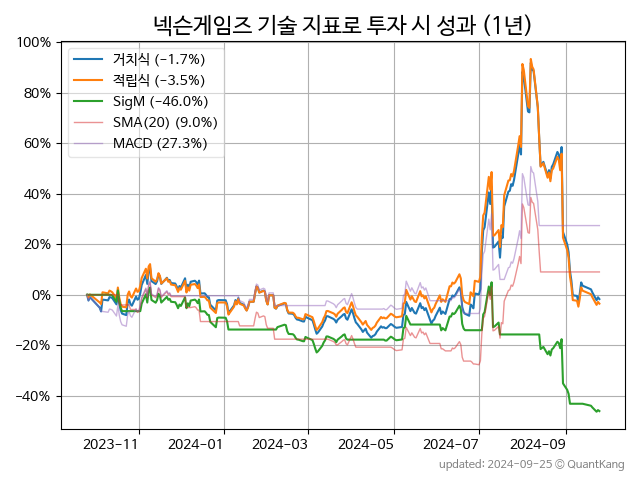 넥슨게임즈 기술 지표로 투자 시 성과 (1년)
거치식 (-1.7%)
적립식 (-3.5%)
SigM (-46.0%)
SMA(20) (9.0%)
MACD (27.3%)
100%
80%
60%
40%
20%
0%
-20%
-40%
2023-11 2024-01 2024-03 2024-05 2024-07 2024-09
updated: 2024-09-25 © QuantKang